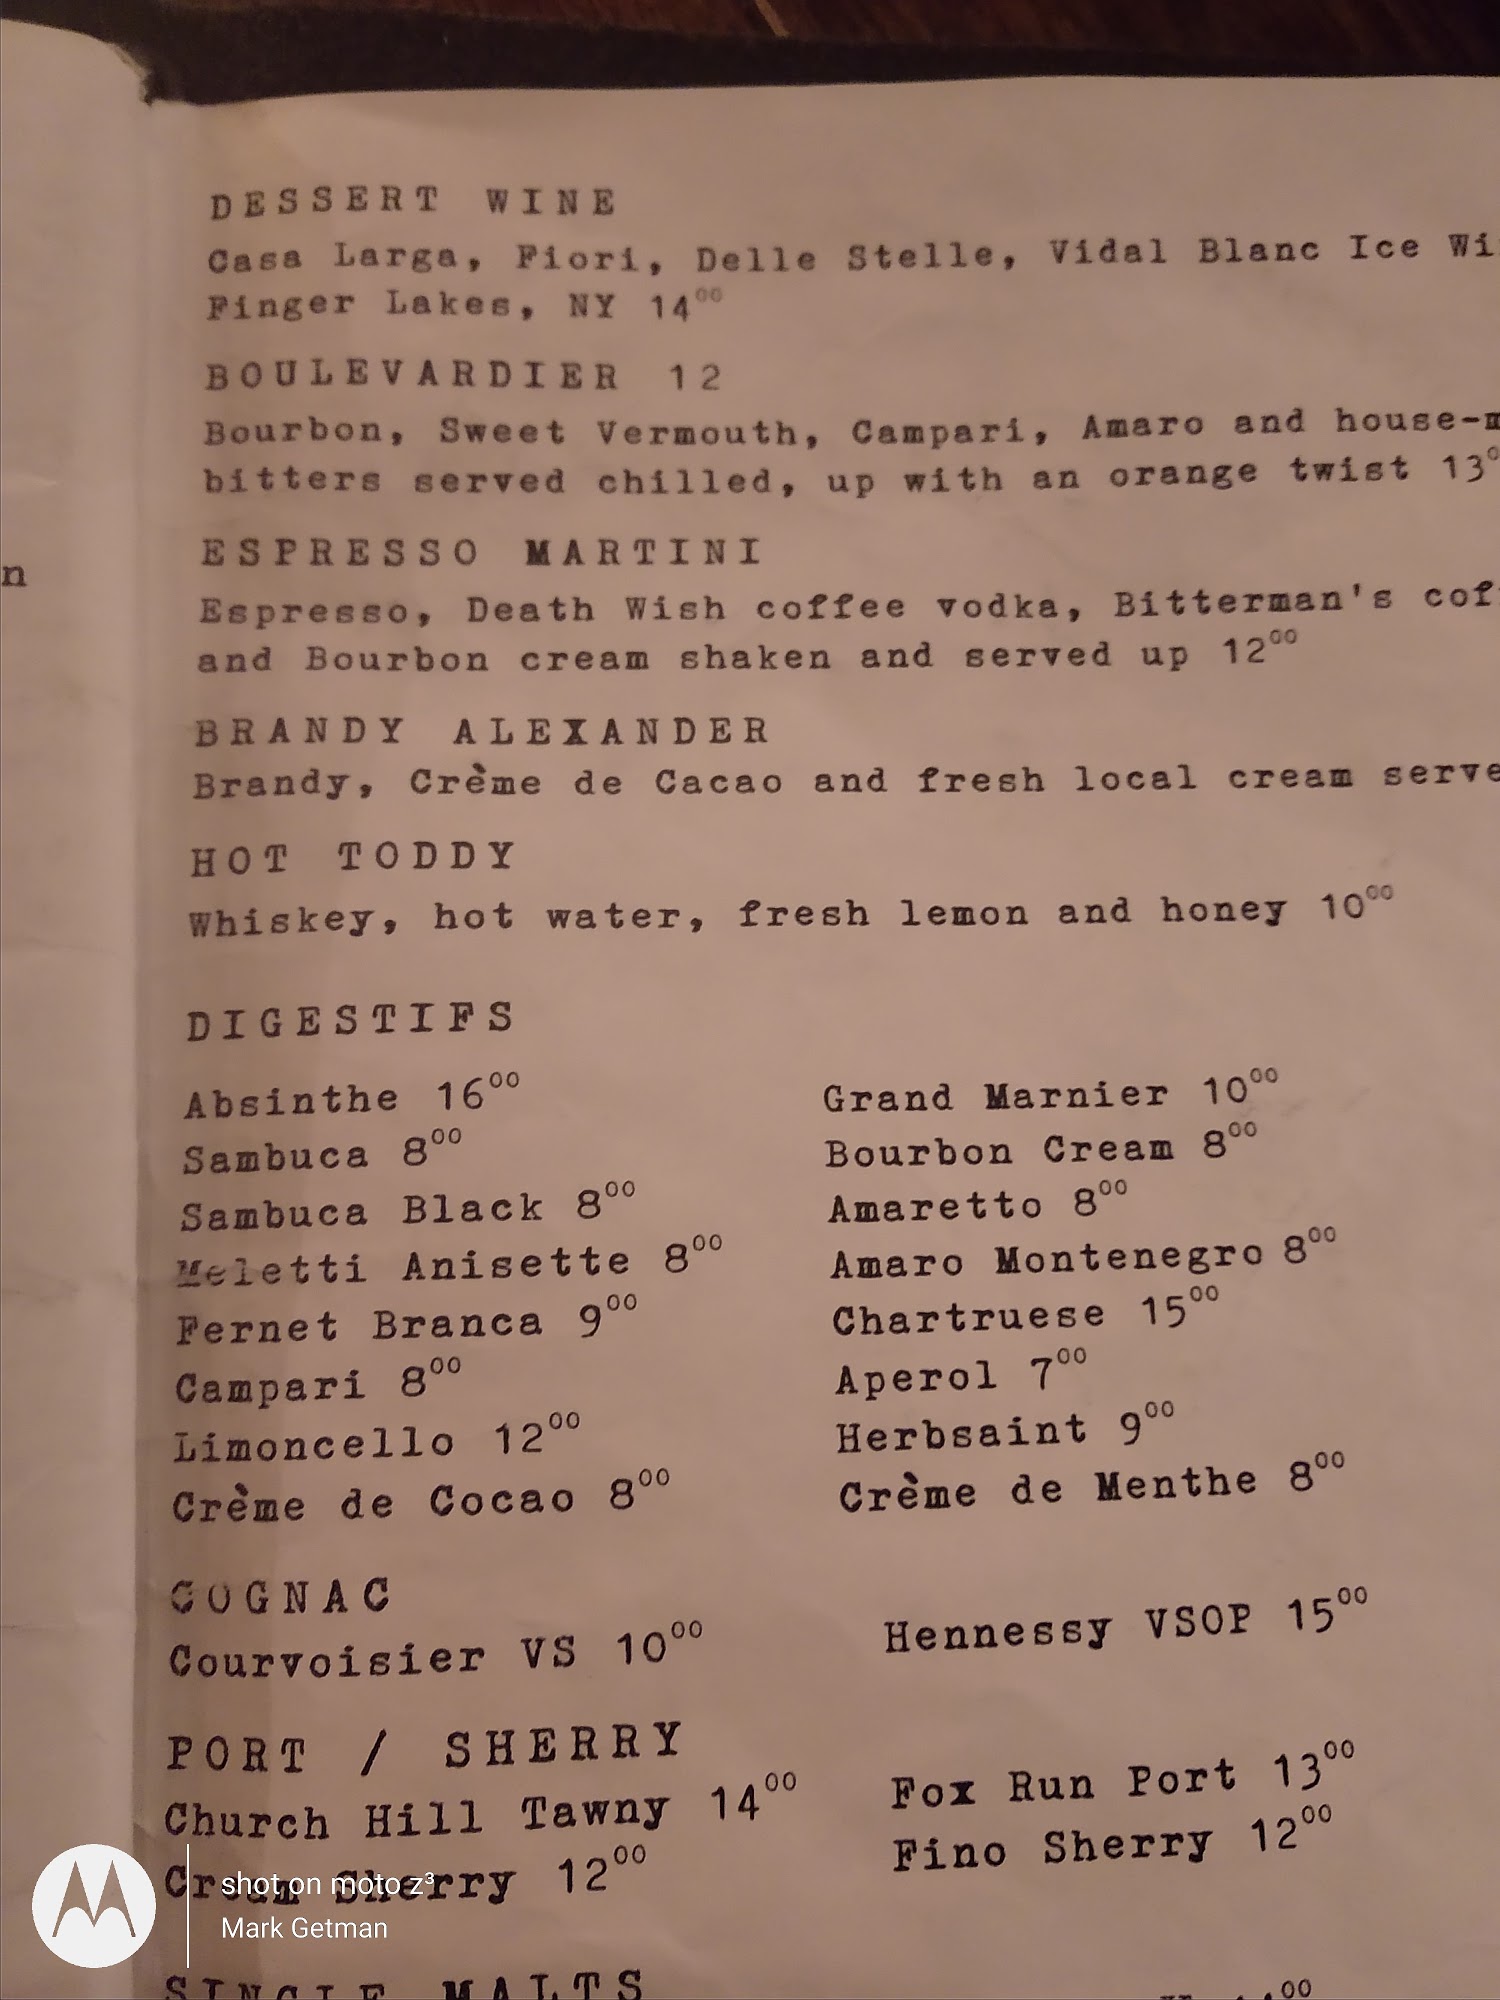 DESSERT WINE
Casa Larga, Fiori, Delle Stelle, Vidal Blanc Ice Wi
Finger Lakes, NY 14⁰⁰
BOULEVARDIER 12
Bourbon, Sweet Vermouth, Campari, Amaro and house-m
bitters served chilled, up with an orange twist 13⁰
n
ESPRESSO MARTINI
Espresso, Death Wish coffee vodka, Bitterman's cof
and Bourbon cream shaken and served up 12⁰⁰
BRANDY ALEXANDER
Brandy, Crème de Cacao and fresh local cream serve
HOT TODDY
Whiskey, hot water, fresh lemon and honey 10⁰⁰
DIGESTIFS
Absinthe 16⁰⁰
Sambuca 8⁰⁰
Sambuca Black 8⁰⁰
Meletti Anisette 8⁰⁰
Fernet Branca 9⁰⁰
Campari 8⁰⁰
Limoncello 12⁰⁰
Crème de Cocao 8⁰⁰
Grand Marnier 10⁰⁰
Bourbon Cream 8⁰⁰
Amaretto 8⁰⁰
Amaro Montenegro 8⁰⁰
Chartruese 15⁰⁰
Aperol 7⁰⁰
Herbsaint 9⁰⁰
Crème de Menthe 8⁰⁰
COGNAC
Courvoisier VS 10⁰⁰
Hennessy VSOP 15⁰⁰
PORT / SHERRY
Church Hill Tawny 14⁰⁰
Cream Sherry 12⁰⁰
Fox Run Port 13⁰⁰
Fino Sherry 12⁰⁰
SINGLE MALTS
shot on moto z³
Mark Getman